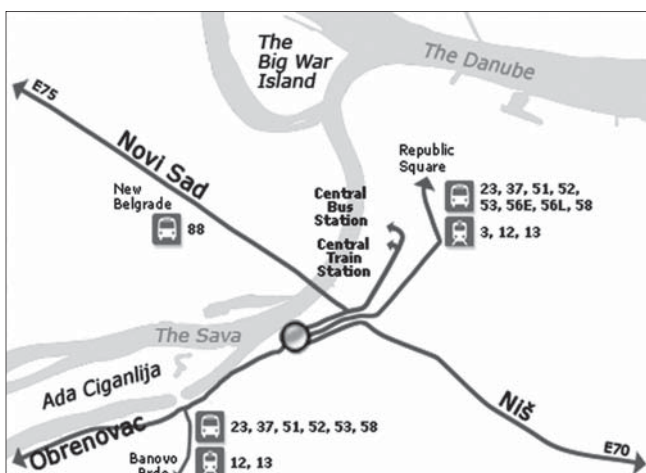 The
Big War
Island
The Danube
E75
Novi Sad
Republic
Square
New
Belgrade
88
Central
Bus
Station
Central
Train
Station
23, 37, 51, 52,
53, 56E, 56L, 58
3, 12, 13
The Sava
Ada Ciganlija
Obrenovac
Niš
E70
23, 37, 51, 52, 53, 58
Banovo
Brdo
12, 13